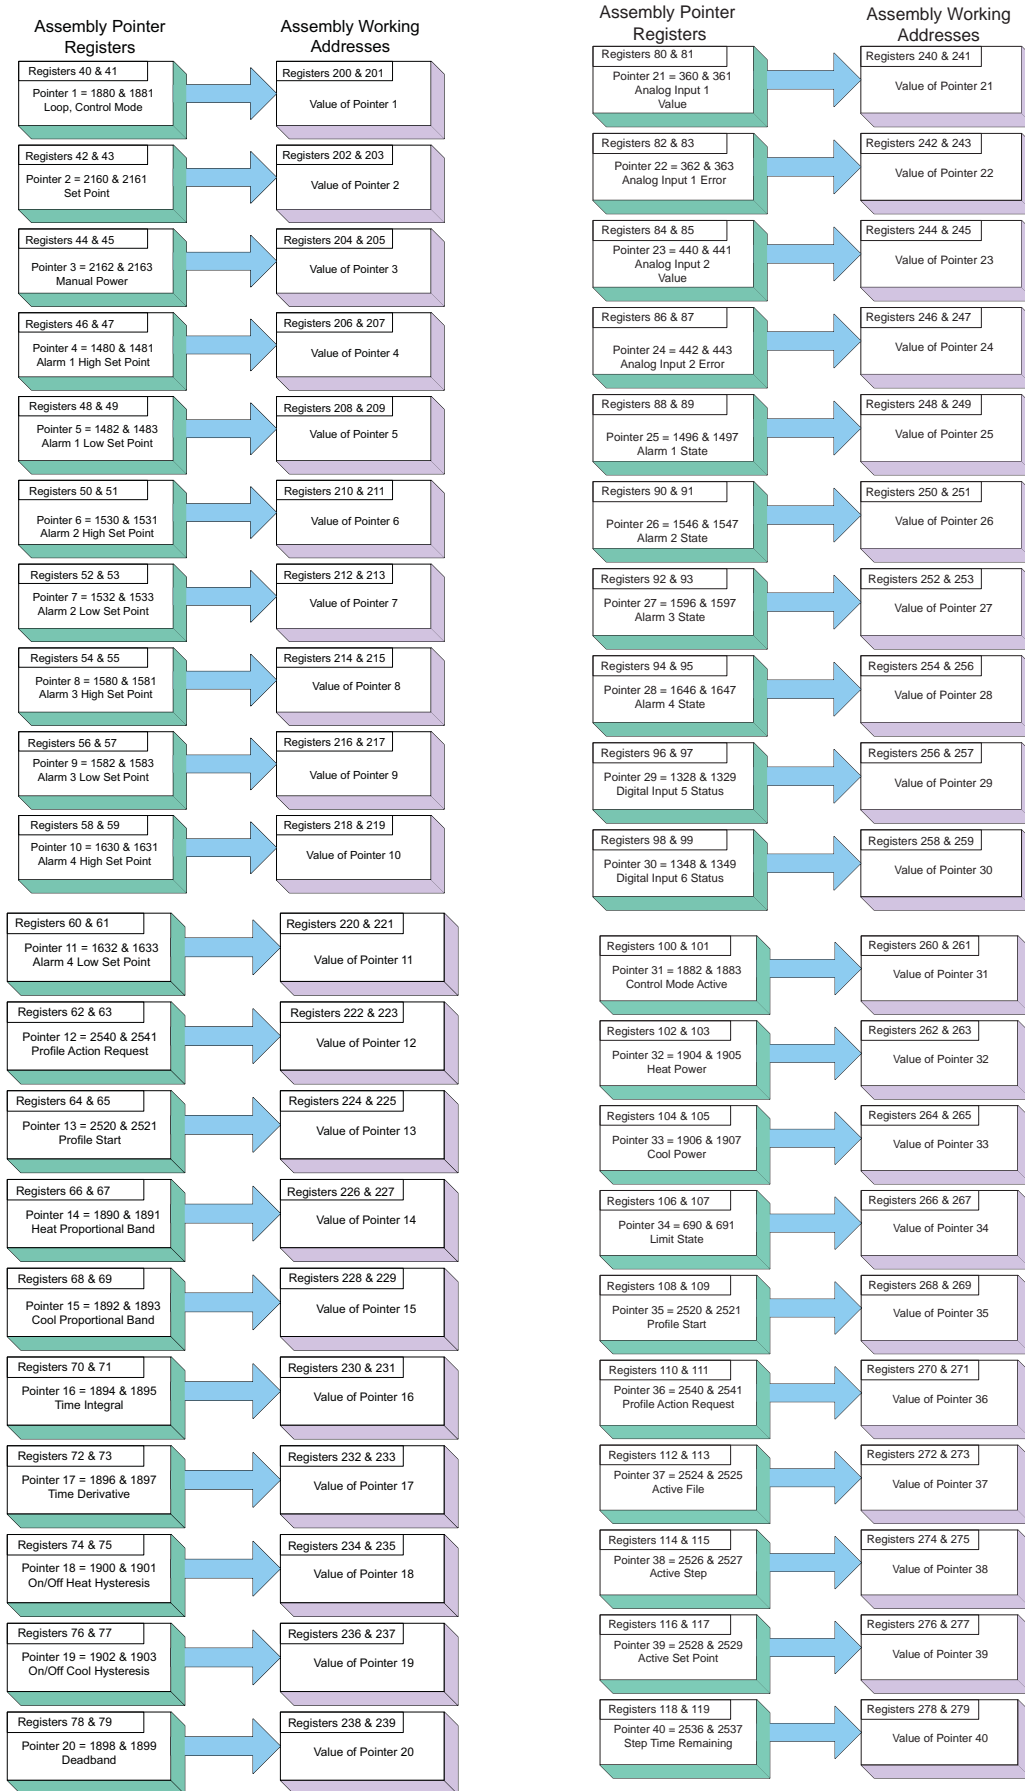 Assembly Pointer
Registers
Assembly Working
Addresses
Registers 40 & 41
Pointer 1 = 1880 & 1881
Loop, Control Mode
Registers 200 & 201
Value of Pointer 1
Registers 42 & 43
Pointer 2 = 2160 & 2161
Set Point
Registers 202 & 203
Value of Pointer 2
Registers 44 & 45
Pointer 3 = 2162 & 2163
Manual Power
Registers 204 & 205
Value of Pointer 3
Registers 46 & 47
Pointer 4 = 1480 & 1481
Alarm 1 High Set Point
Registers 206 & 207
Value of Pointer 4
Registers 48 & 49
Pointer 5 = 1482 & 1483
Alarm 1 Low Set Point
Registers 208 & 209
Value of Pointer 5
Registers 50 & 51
Pointer 6 = 1530 & 1531
Alarm 2 High Set Point
Registers 210 & 211
Value of Pointer 6
Registers 52 & 53
Pointer 7 = 1532 & 1533
Alarm 2 Low Set Point
Registers 212 & 213
Value of Pointer 7
Registers 54 & 55
Pointer 8 = 1580 & 1581
Alarm 3 High Set Point
Registers 214 & 215
Value of Pointer 8
Registers 56 & 57
Pointer 9 = 1582 & 1583
Alarm 3 Low Set Point
Registers 216 & 217
Value of Pointer 9
Registers 58 & 59
Pointer 10 = 1630 & 1631
Alarm 4 High Set Point
Registers 218 & 219
Value of Pointer 10
Registers 60 & 61
Pointer 11 = 1632 & 1633
Alarm 4 Low Set Point
Registers 220 & 221
Value of Pointer 11
Registers 62 & 63
Pointer 12 = 2540 & 2541
Profile Action Request
Registers 222 & 223
Value of Pointer 12
Registers 64 & 65
Pointer 13 = 2520 & 2521
Profile Start
Registers 224 & 225
Value of Pointer 13
Registers 66 & 67
Pointer 14 = 1890 & 1891
Heat Proportional Band
Registers 226 & 227
Value of Pointer 14
Registers 68 & 69
Pointer 15 = 1892 & 1893
Cool Proportional Band
Registers 228 & 229
Value of Pointer 15
Registers 70 & 71
Pointer 16 = 1894 & 1895
Time Integral
Registers 230 & 231
Value of Pointer 16
Registers 72 & 73
Pointer 17 = 1896 & 1897
Time Derivative
Registers 232 & 233
Value of Pointer 17
Registers 74 & 75
Pointer 18 = 1900 & 1901
On/Off Heat Hysteresis
Registers 234 & 235
Value of Pointer 18
Registers 76 & 77
Pointer 19 = 1902 & 1903
On/Off Cool Hysteresis
Registers 236 & 237
Value of Pointer 19
Registers 78 & 79
Pointer 20 = 1898 & 1899
Deadband
Registers 238 & 239
Value of Pointer 20
Assembly Pointer
Registers
Assembly Working
Addresses
Registers 80 & 81
Pointer 21 = 360 & 361
Analog Input 1
Value
Registers 240 & 241
Value of Pointer 21
Registers 82 & 83
Pointer 22 = 362 & 363
Analog Input 1 Error
Registers 242 & 243
Value of Pointer 22
Registers 84 & 85
Pointer 23 = 440 & 441
Analog Input 2
Value
Registers 244 & 245
Value of Pointer 23
Registers 86 & 87
Pointer 24 = 442 & 443
Analog Input 2 Error
Registers 246 & 247
Value of Pointer 24
Registers 88 & 89
Pointer 25 = 1496 & 1497
Alarm 1 State
Registers 248 & 249
Value of Pointer 25
Registers 90 & 91
Pointer 26 = 1546 & 1547
Alarm 2 State
Registers 250 & 251
Value of Pointer 26
Registers 92 & 93
Pointer 27 = 1596 & 1597
Alarm 3 State
Registers 252 & 253
Value of Pointer 27
Registers 94 & 95
Pointer 28 = 1646 & 1647
Alarm 4 State
Registers 254 & 256
Value of Pointer 28
Registers 96 & 97
Pointer 29 = 1328 & 1329
Digital Input 5 Status
Registers 256 & 257
Value of Pointer 29
Registers 98 & 99
Pointer 30 = 1348 & 1349
Digital Input 6 Status
Registers 258 & 259
Value of Pointer 30
Registers 100 & 101
Pointer 31 = 1882 & 1883
Control Mode Active
Registers 260 & 261
Value of Pointer 31
Registers 102 & 103
Pointer 32 = 1904 & 1905
Heat Power
Registers 262 & 263
Value of Pointer 32
Registers 104 & 105
Pointer 33 = 1906 & 1907
Cool Power
Registers 264 & 265
Value of Pointer 33
Registers 106 & 107
Pointer 34 = 690 & 691
Limit State
Registers 266 & 267
Value of Pointer 34
Registers 108 & 109
Pointer 35 = 2520 & 2521
Profile Start
Registers 268 & 269
Value of Pointer 35
Registers 110 & 111
Pointer 36 = 2540 & 2541
Profile Action Request
Registers 270 & 271
Value of Pointer 36
Registers 112 & 113
Pointer 37 = 2524 & 2525
Active File
Registers 272 & 273
Value of Pointer 37
Registers 114 & 115
Pointer 38 = 2526 & 2527
Active Step
Registers 274 & 275
Value of Pointer 38
Registers 116 & 117
Pointer 39 = 2528 & 2529
Active Set Point
Registers 276 & 277
Value of Pointer 39
Registers 118 & 119
Pointer 40 = 2536 & 2537
Step Time Remaining
Registers 278 & 279
Value of Pointer 40